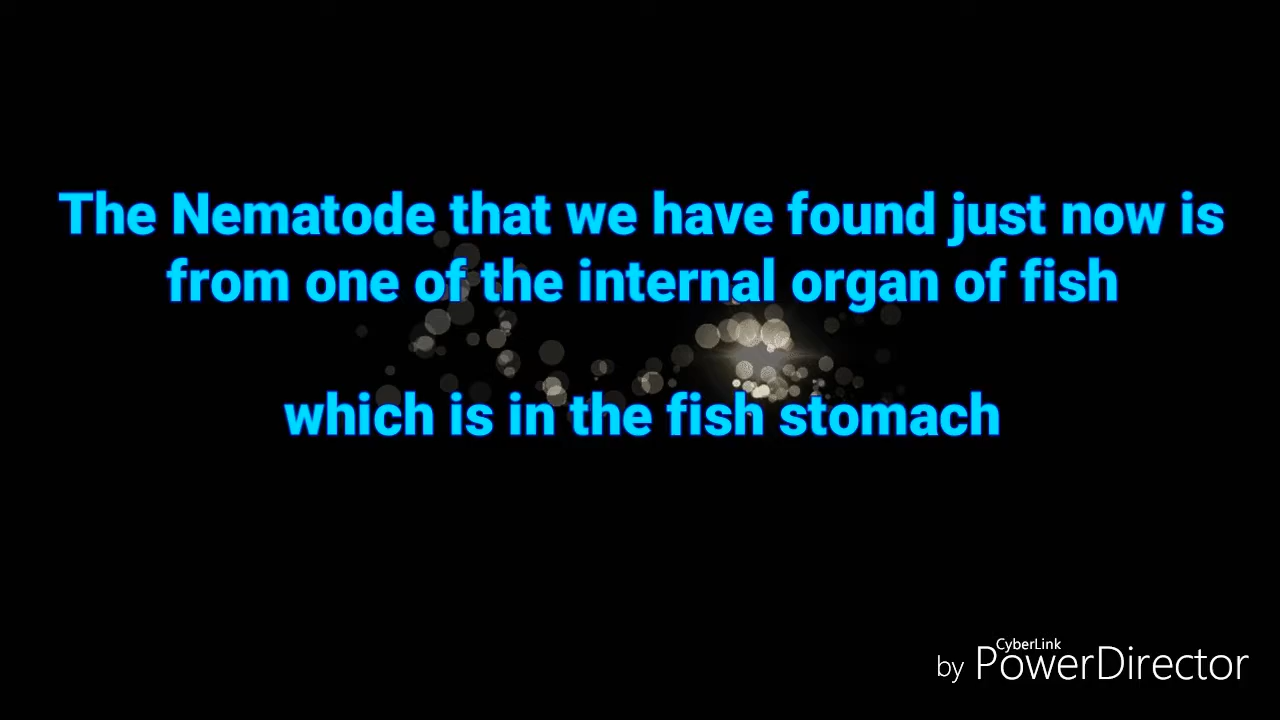 The Nematode that we have found just now is
from one of the internal organ of fish
which is in the fish stomach
CyberLink
by PowerDirector